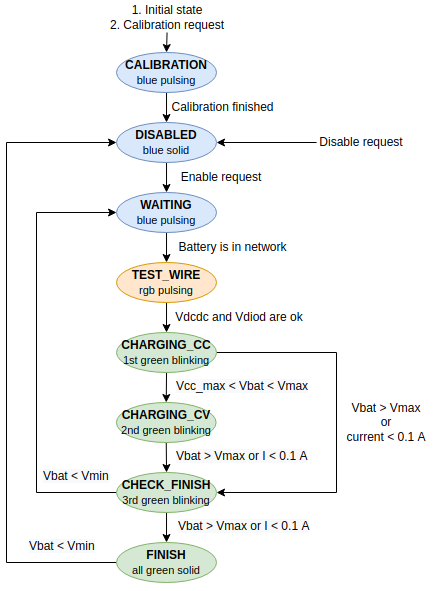 1. Initial state
2. Calibration request
CALIBRATION
blue pulsing
Calibration finished
DISABLED
blue solid
Disable request
Enable request
WAITING
blue pulsing
Battery is in network
TEST_WIRE
rgb pulsing
Vdcdc and Vdiod are ok
CHARGING_CC
1st green blinking
Vcc_max < Vbat < Vmax
Vbat > Vmax
or
current < 0.1 A
CHARGING_CV
2nd green blinking
Vbat > Vmax or I < 0.1 A
Vbat < Vmin
CHECK_FINISH
3rd green blinking
Vbat > Vmax or I < 0.1 A
Vbat < Vmin
FINISH
all green solid